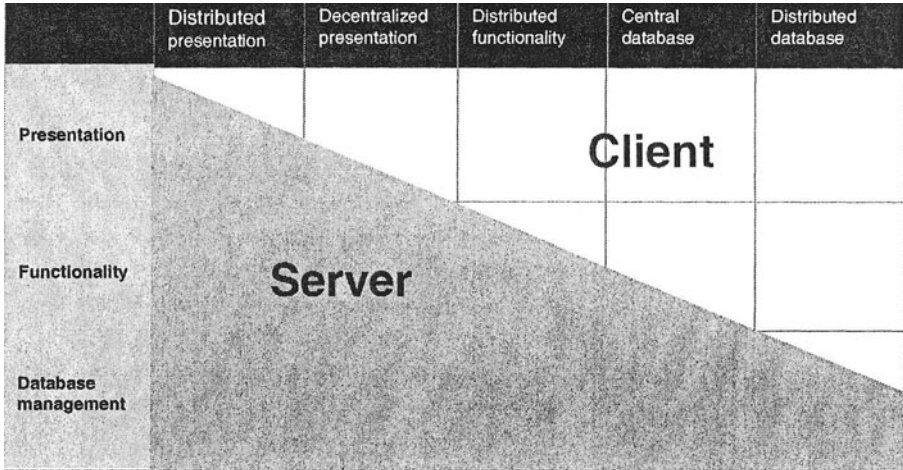 Distributed
presentation
Decentralized
presentation
Distributed
functionality
Central
database
Distributed
database
Presentation
Client
Functionality
Server
Database
management